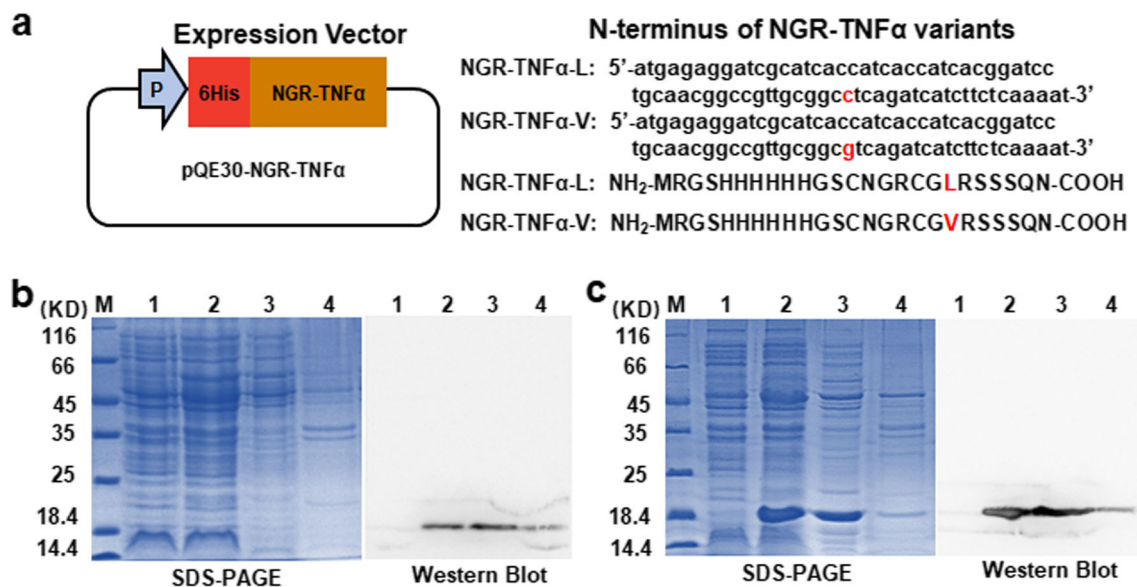 a
Expression Vector
P
6His
NGR-TNFα
pQE30-NGR-TNFα
N-terminus of NGR-TNFα variants
NGR-TNFα-L: 5’-atgagaggatcgcatcaccatcaccatcacggatcc
tgcaacggccgttgcggcctcagatcatcttctcaaaat-3’
NGR-TNFα-V: 5’-atgagaggatcgcatcaccatcaccatcacggatcc
tgcaacggccgttgcggcgtcagatcatcttctcaaaat-3’
NGR-TNFα-L: NH2-MRGSHHHHHHGSCNGRCGLRSSSQN-COOH
NGR-TNFα-V: NH2-MRGSHHHHHHGSCNGRCGVRSSSQN-COOH
b
(KD) M 1 2 3 4 1 2 3 4
116
66
45
35
25
18.4
14.4
SDS-PAGE Western Blot
c
(KD) M 1 2 3 4 1 2 3 4
116
66
45
35
25
18.4
14.4
SDS-PAGE Western Blot